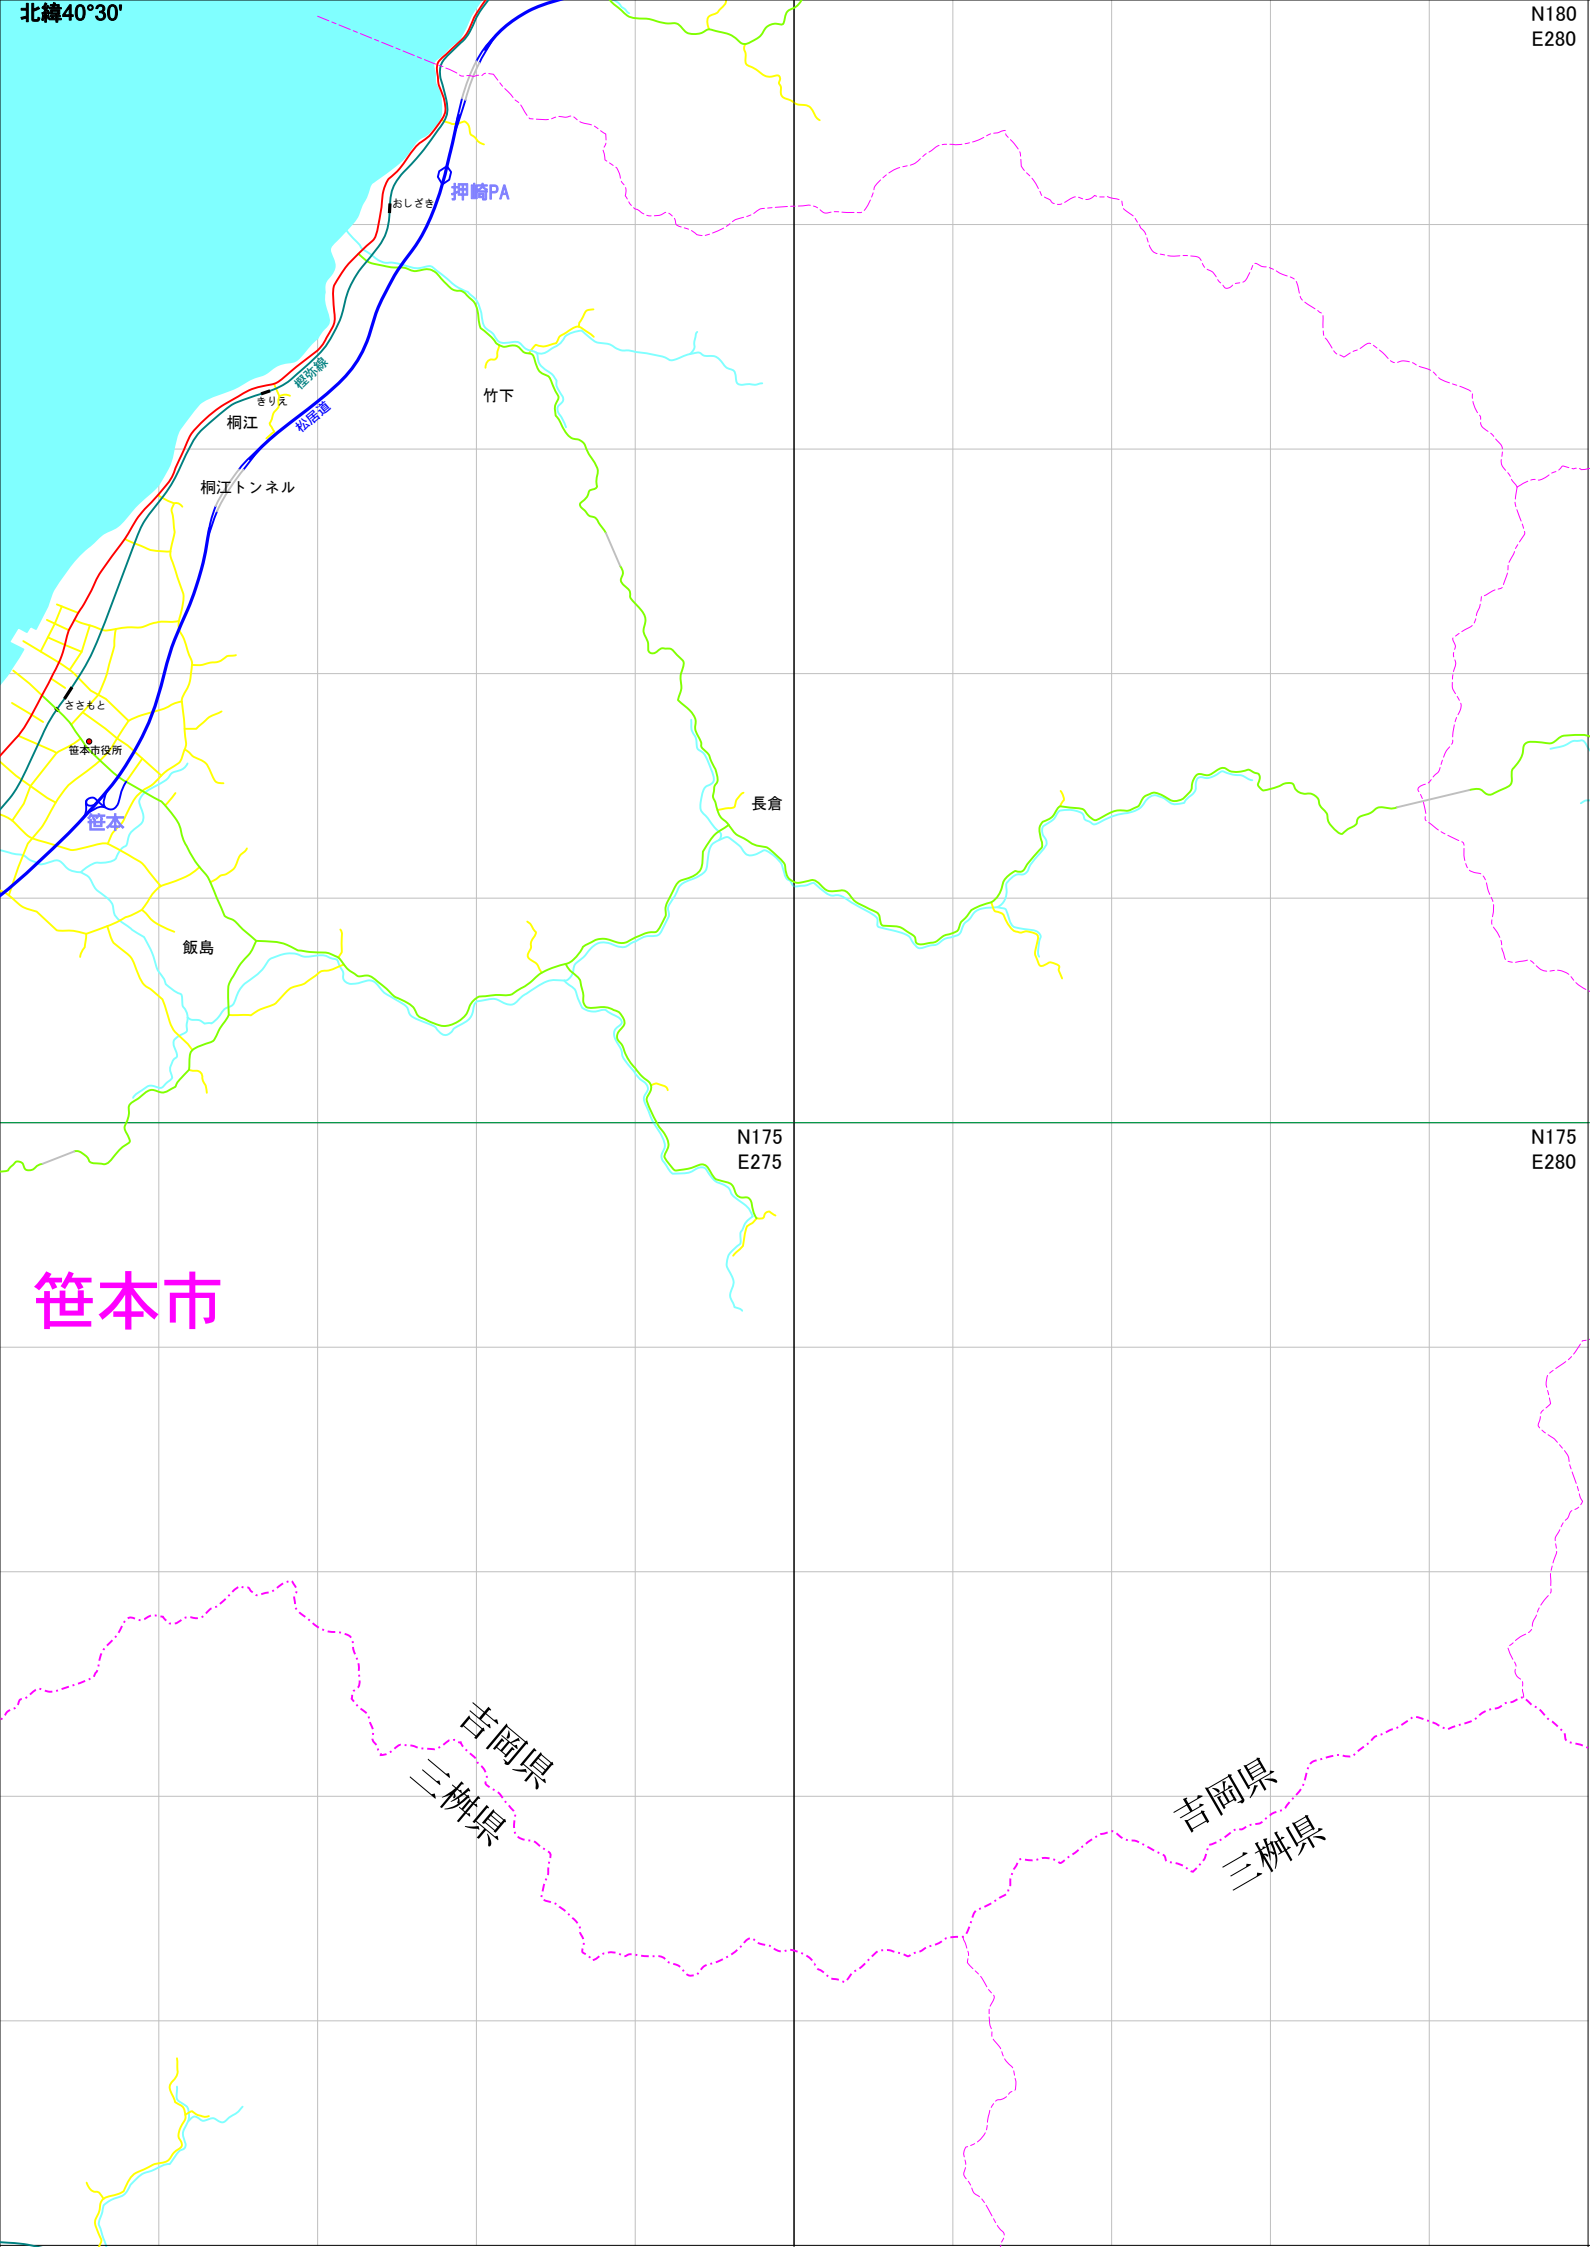 北緯40°30'
N180
E280
押崎PA
おしざき
樫弥線
きりえ
竹下
桐江
松居道
桐江トンネル
ささもと
笹本市役所
長倉
笹本
飯島
N175
E275
N175
E280
笹本市
吉岡県
三桝県
吉岡県
三桝県